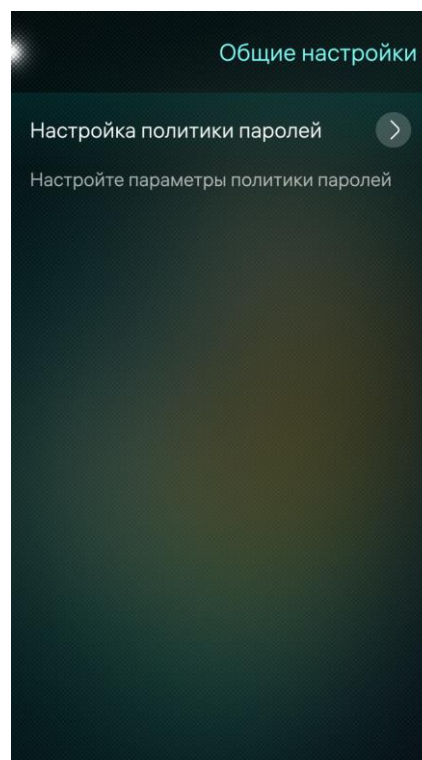 Общие настройки
Настройка политики паролей
Настройте параметры политики паролей